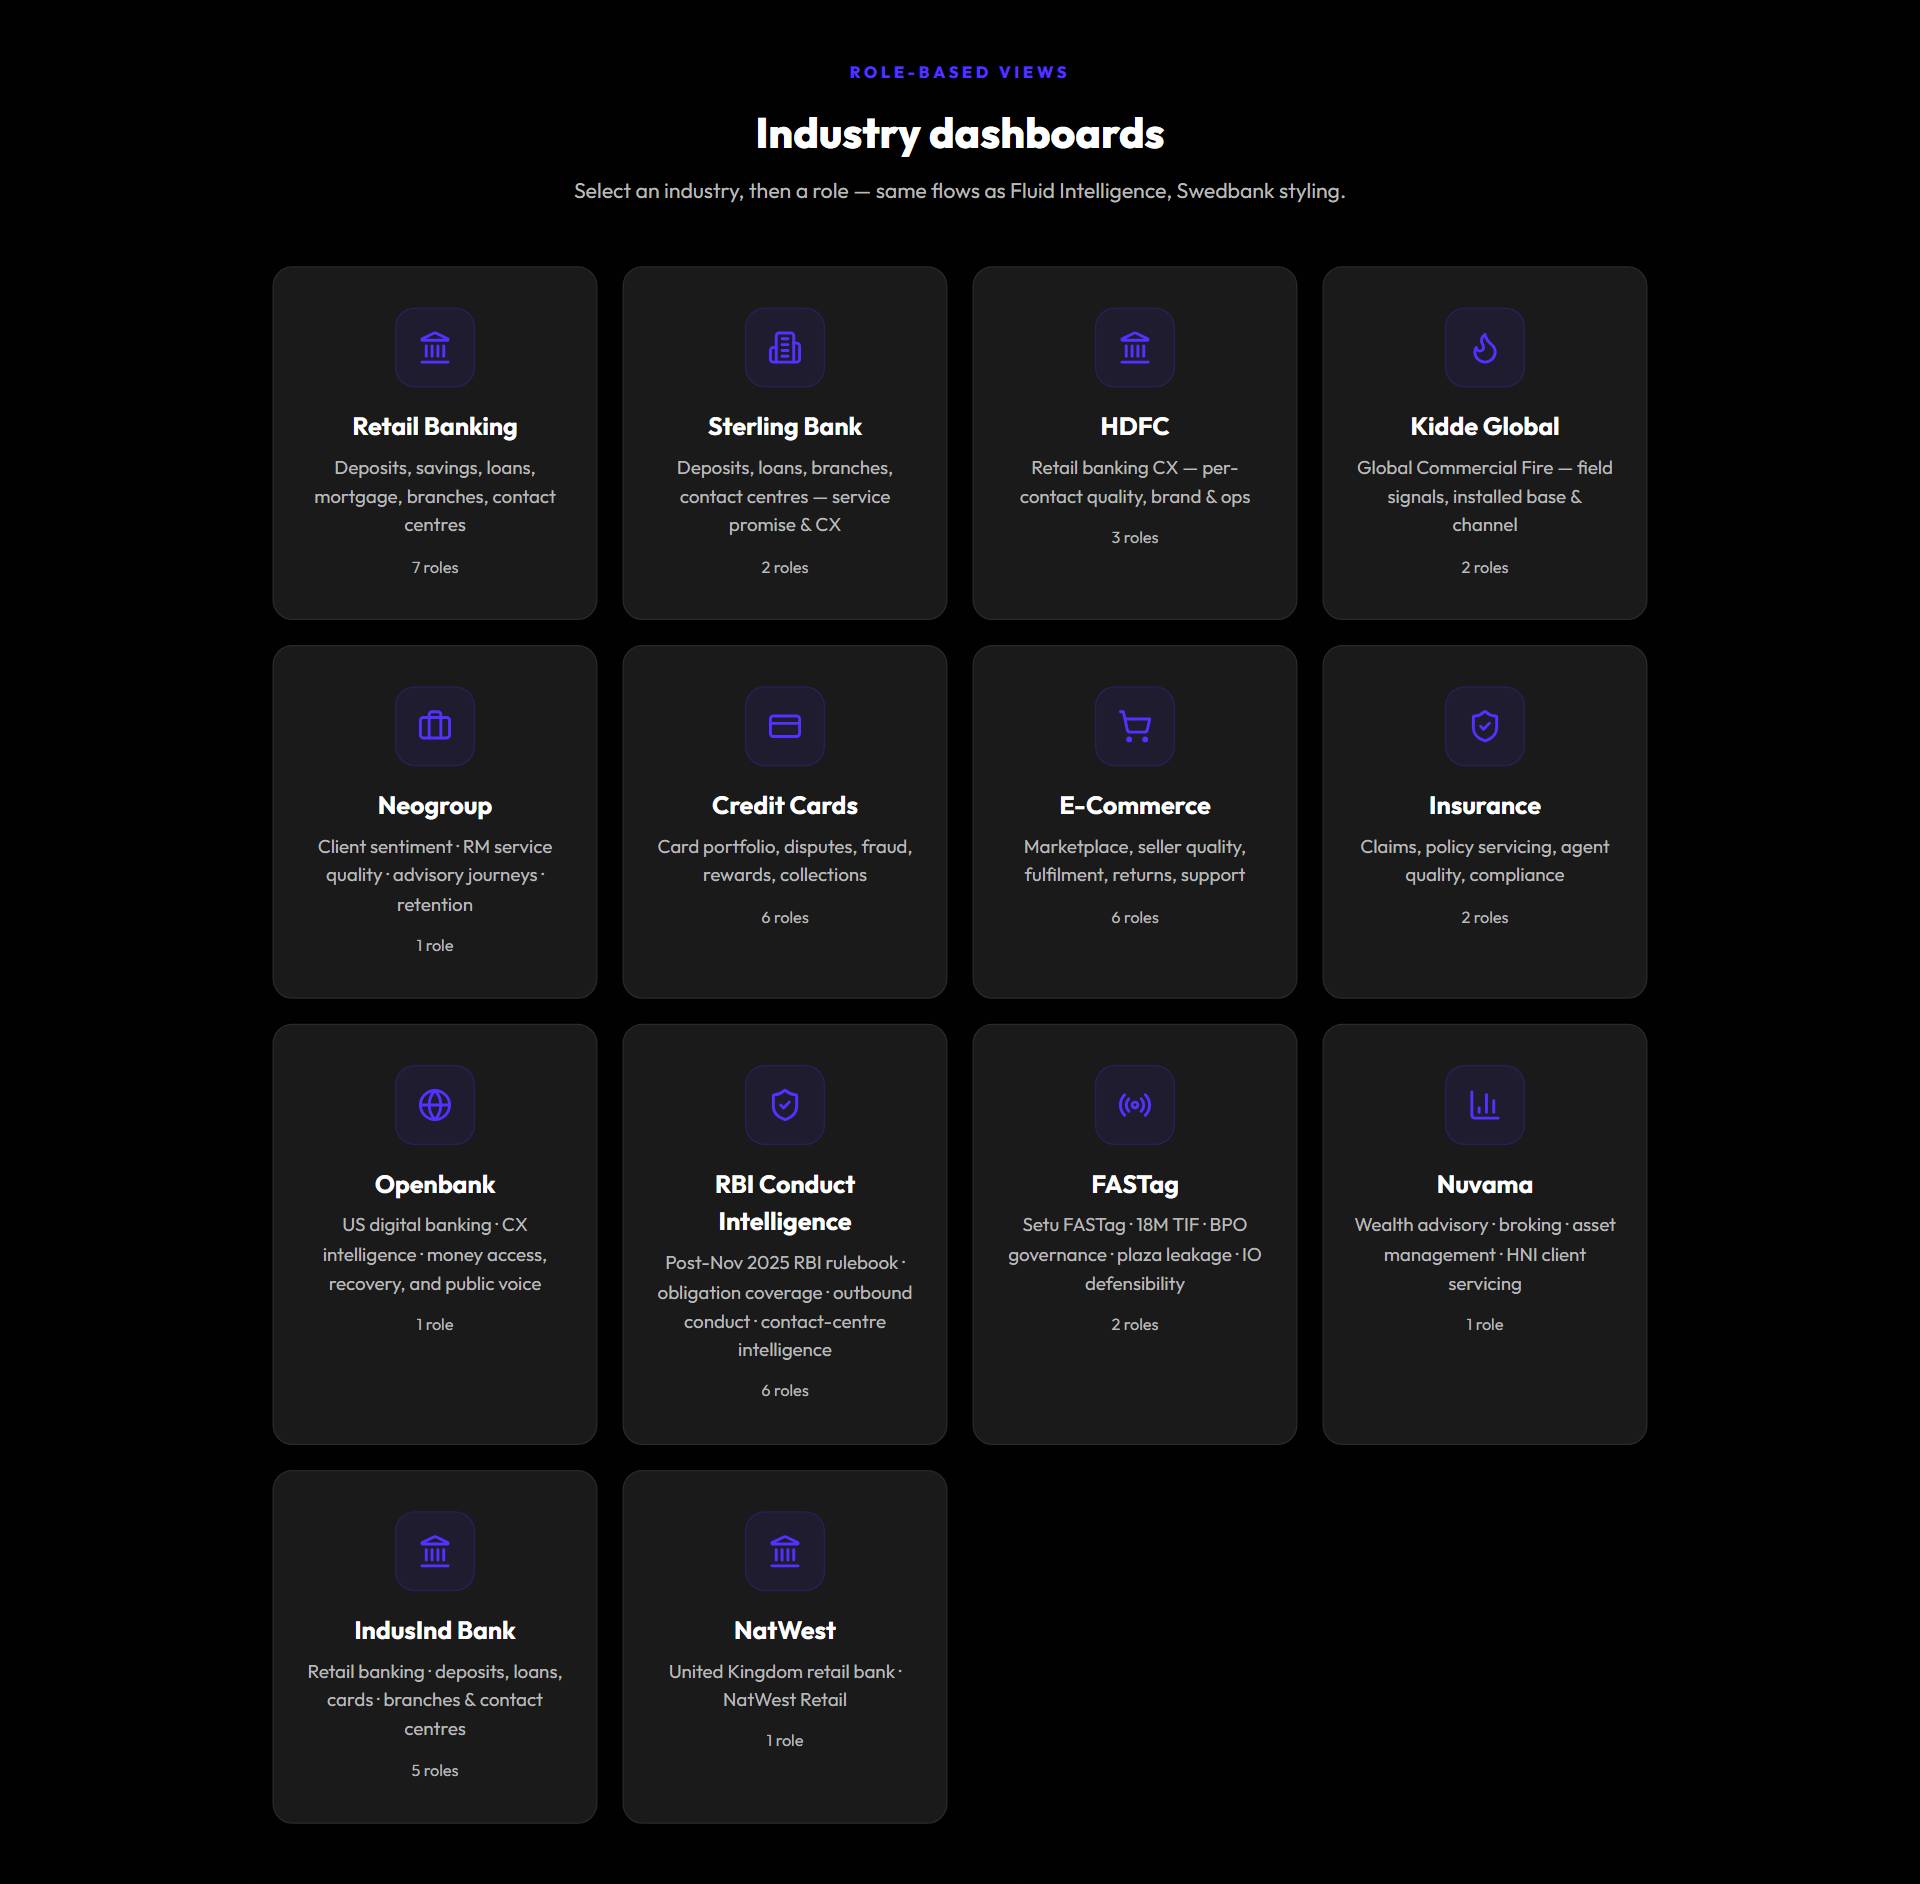 ROLE-BASED VIEWS
Industry dashboards
Select an industry, then a role — same flows as Fluid Intelligence, Swedbank styling.
Retail Banking
Deposits, savings, loans,
mortgage, branches, contact
centres
7 roles
Sterling Bank
Deposits, loans, branches,
contact centres — service
promise & CX
2 roles
HDFC
Retail banking CX — per-
contact quality, brand & ops
3 roles
Kidde Global
Global Commercial Fire — field
signals, installed base &
channel
2 roles
Neogroup
Client sentiment · RM service
quality · advisory journeys ·
retention
1 role
Credit Cards
Card portfolio, disputes, fraud,
rewards, collections
6 roles
E-Commerce
Marketplace, seller quality,
fulfilment, returns, support
6 roles
Insurance
Claims, policy servicing, agent
quality, compliance
2 roles
Openbank
US digital banking · CX
intelligence · money access,
recovery, and public voice
1 role
RBI Conduct
Intelligence
Post-Nov 2025 RBI rulebook ·
obligation coverage · outbound
conduct · contact-centre
intelligence
6 roles
FASTag
Setu FASTag · 18M TIF · BPO
governance · plaza leakage · IO
defensibility
2 roles
Nuvama
Wealth advisory · broking · asset
management · HNI client
servicing
1 role
IndusInd Bank
Retail banking · deposits, loans,
cards · branches & contact
centres
5 roles
NatWest
United Kingdom retail bank ·
NatWest Retail
1 role